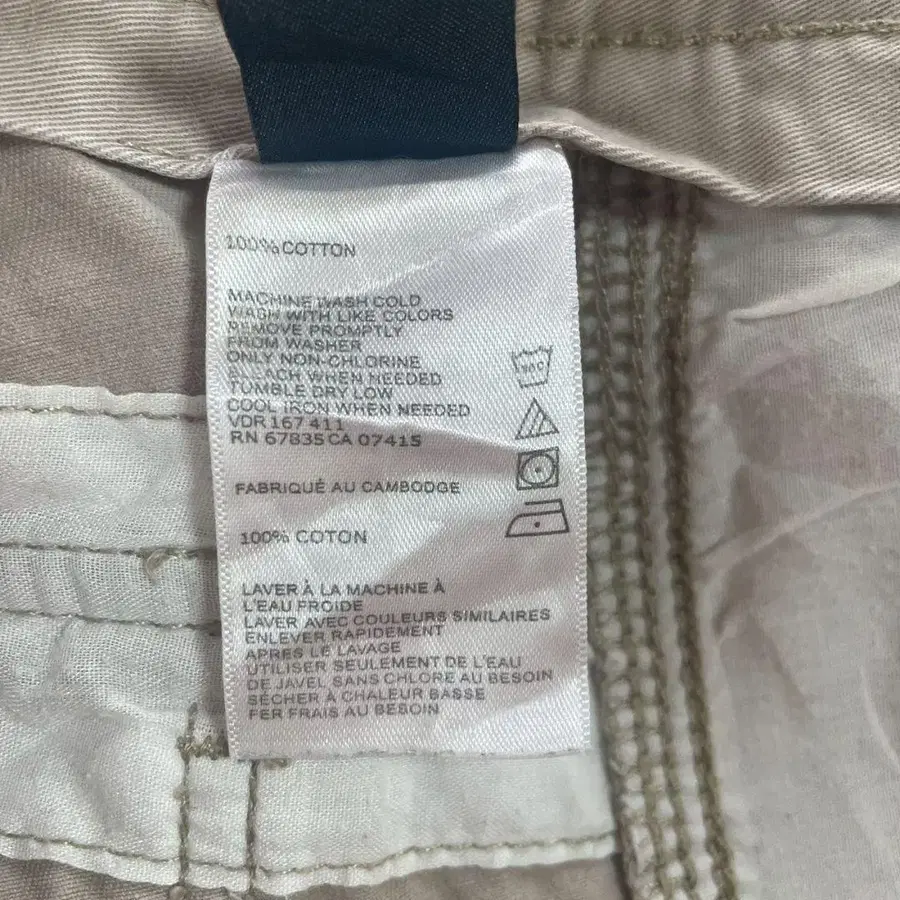 100% COTTON
MACHINE WASH COLD
WASH WITH LIKE COLORS
REMOVE PROMPTLY
FROM WASHER
ONLY NON-CHLORINE
BLEACH WHEN NEEDED
TUMBLE DRY LOW
COOL IRON WHEN NEEDED
VDR 167 411
RN 67835 CA 07415
FABRIQUÉ AU CAMBODGE
100% COTON
LAVER À LA MACHINE À
L'EAU FROIDE
LAVER AVEC COULEURS SIMILAIRES
ENLEVER RAPIDEMENT
APRES LE LAVAGE
UTILISER SEULEMENT DE L'EAU
DE JAVEL SANS CHLORE AU BESOIN
SÉCHER À CHALEUR BASSE
FER FRAIS AU BESOIN